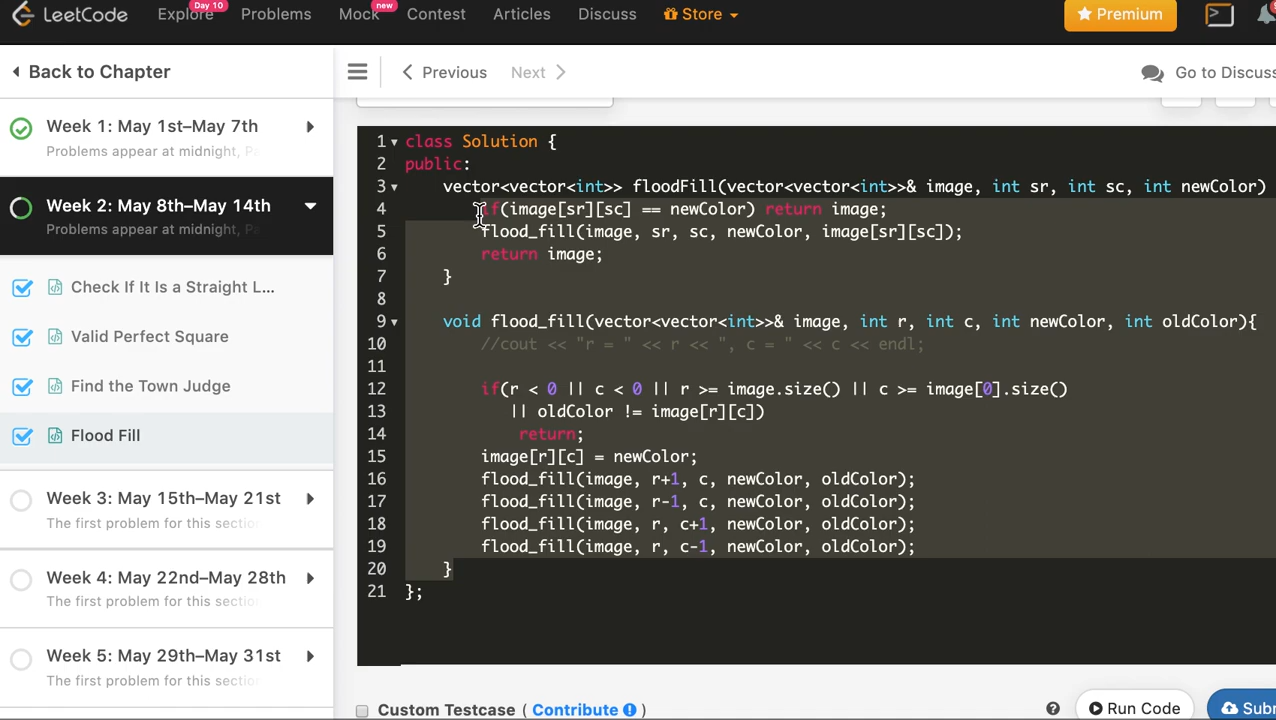 LeetCode
Explore Day 10
Problems
Mock new
Contest
Articles
Discuss
Store
Premium
Back to Chapter
Previous
Next
Go to Discuss
Week 1: May 1st–May 7th
Problems appear at midnight,
Week 2: May 8th–May 14th
Problems appear at midnight,
Check If It Is a Straight L...
Valid Perfect Square
Find the Town Judge
Flood Fill
Week 3: May 15th–May 21st
The first problem for this
Week 4: May 22nd–May 28th
The first problem for this
Week 5: May 29th–May 31st
The first problem for this
1 class Solution {
2 public:
3     vector<vector<int>> floodFill(vector<vector<int>>& image, int sr, int sc, int newColor)
4         if(image[sr][sc] == newColor) return image;
5         flood_fill(image, sr, sc, newColor, image[sr][sc]);
6         return image;
7     }
8
9     void flood_fill(vector<vector<int>>& image, int r, int c, int newColor, int oldColor){
10         //cout << "r = " << r << ", c = " << c << endl;
11
12         if(r < 0 || c < 0 || r >= image.size() || c >= image[0].size()
13            || oldColor != image[r][c])
14             return;
15         image[r][c] = newColor;
16         flood_fill(image, r+1, c, newColor, oldColor);
17         flood_fill(image, r-1, c, newColor, oldColor);
18         flood_fill(image, r, c+1, newColor, oldColor);
19         flood_fill(image, r, c-1, newColor, oldColor);
20     }
21 };
Custom Testcase ( Contribute )
Run Code
Subm